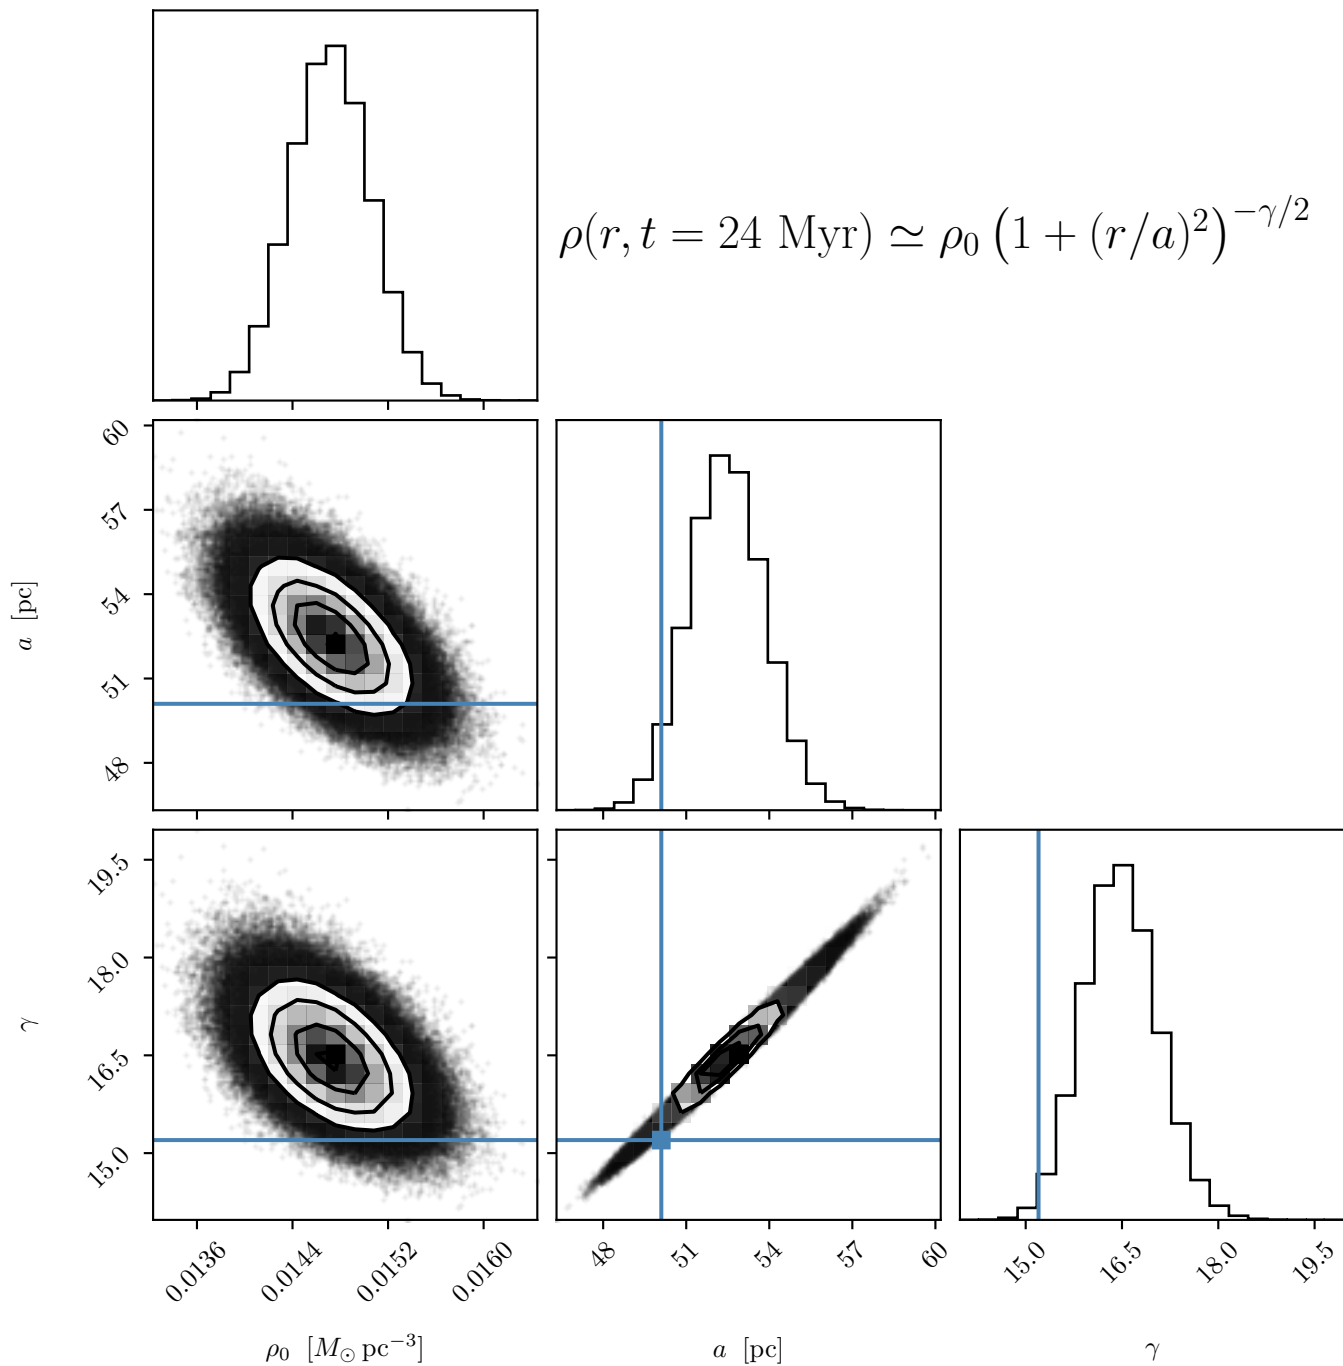 ρ(r, t = 24 Myr) ≃ ρ₀ (1 + (r/a)²)^{−γ/2}
60
57
54
51
48
a [pc]
19.5
18.0
16.5
15.0
γ
0.0136 0.0144 0.0152 0.0160
48 51 54 57 60
15.0 16.5 18.0 19.5
ρ₀ [M☉ pc⁻³]
a [pc]
γ